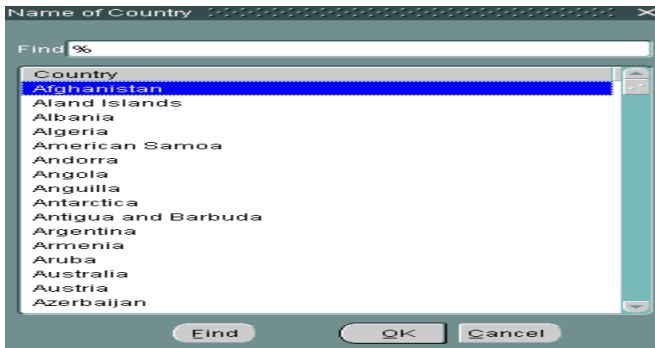 Name of Country
Find %
Country
Afghanistan
Aland Islands
Albania
Algeria
American Samoa
Andorra
Angola
Anguilla
Antarctica
Antigua and Barbuda
Argentina
Armenia
Aruba
Australia
Austria
Azerbaijan
Find OK Cancel